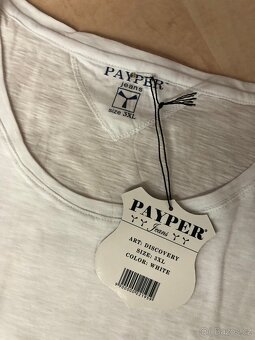 PAYPER
jeans
size 3XL
PAYPER®
Jeans
ART: DISCOVERY
SIZE: 3XL
COLOR: WHITE